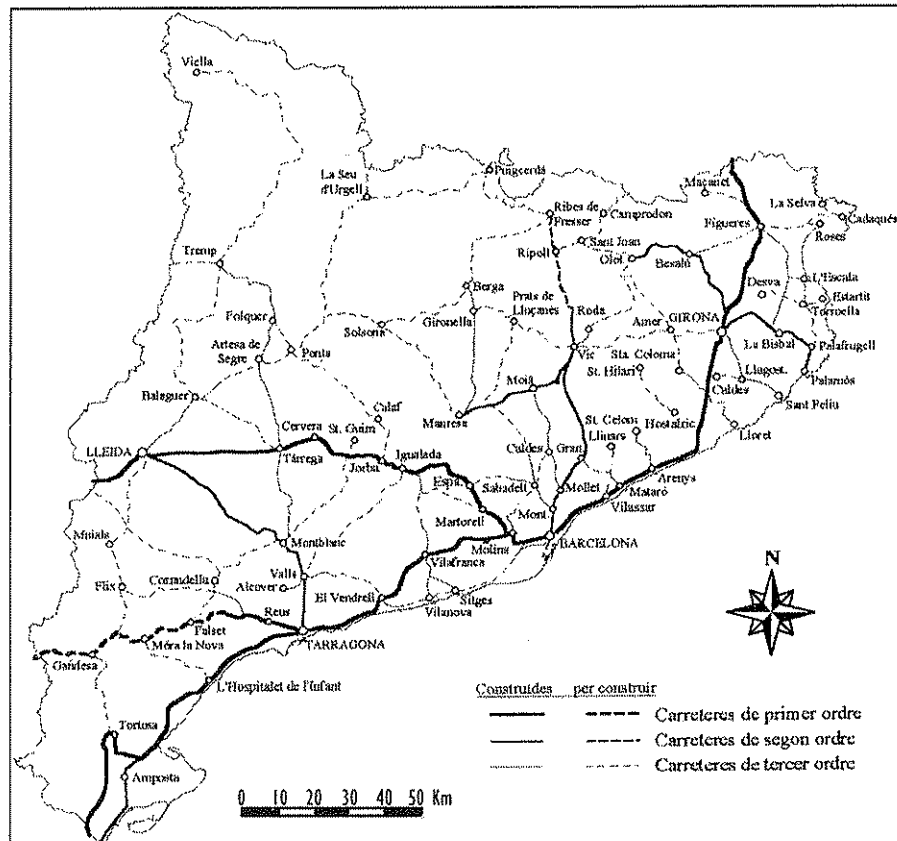 Viella
La Seu
d'Urgell
Puigcerdà
Maçanet
La Selva
Cadaqués
Ribes de
Fresser
Camprodon
Figueres
Roses
Sant Joan
Ripoll
Olot
Besalú
Tremp
Desva
L'Escala
Estartit
Torroella
Berga
Folquer
Gironella
Prats de
Lluçanès
Roda
Amer
GIRONA
Solsona
Artesa de
Segre
Ponts
Vic
Sta. Coloma
La Bisbal
Palafrugell
St. Hilari
Llagost.
Caldes
Palamós
Moià
Balaguer
Calaf
Manresa
Sant Feliu
Cervera
St. Guim
St. Celoni
Hostalric
Lloret
LLEIDA
Tàrrega
Jorba
Igualada
Caldes
Gran.
Llinars
Espa.
Sabadell
Mollet
Arenys
Mataró
Vilassar
Martorell
Mont.
Molins
BARCELONA
Maials
Montblanc
Vilafranca
Flix
Cornudella
Valls
Alcover
El Vendrell
Sitges
Vilanova
Reus
Falset
TARRAGONA
Móra la Nova
Gandesa
L'Hospitalet de l'Infant
Tortosa
Amposta
N
Construïdes per construir
Carreteres de primer ordre
Carreteres de segon ordre
Carreteres de tercer ordre
0 10 20 30 40 50 Km